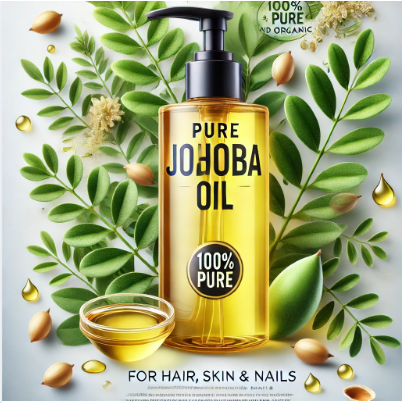 100%
PURE
AND ORGANIC
PURE
JOJOBA
OIL
100%
PURE
FOR HAIR, SKIN & NAILS